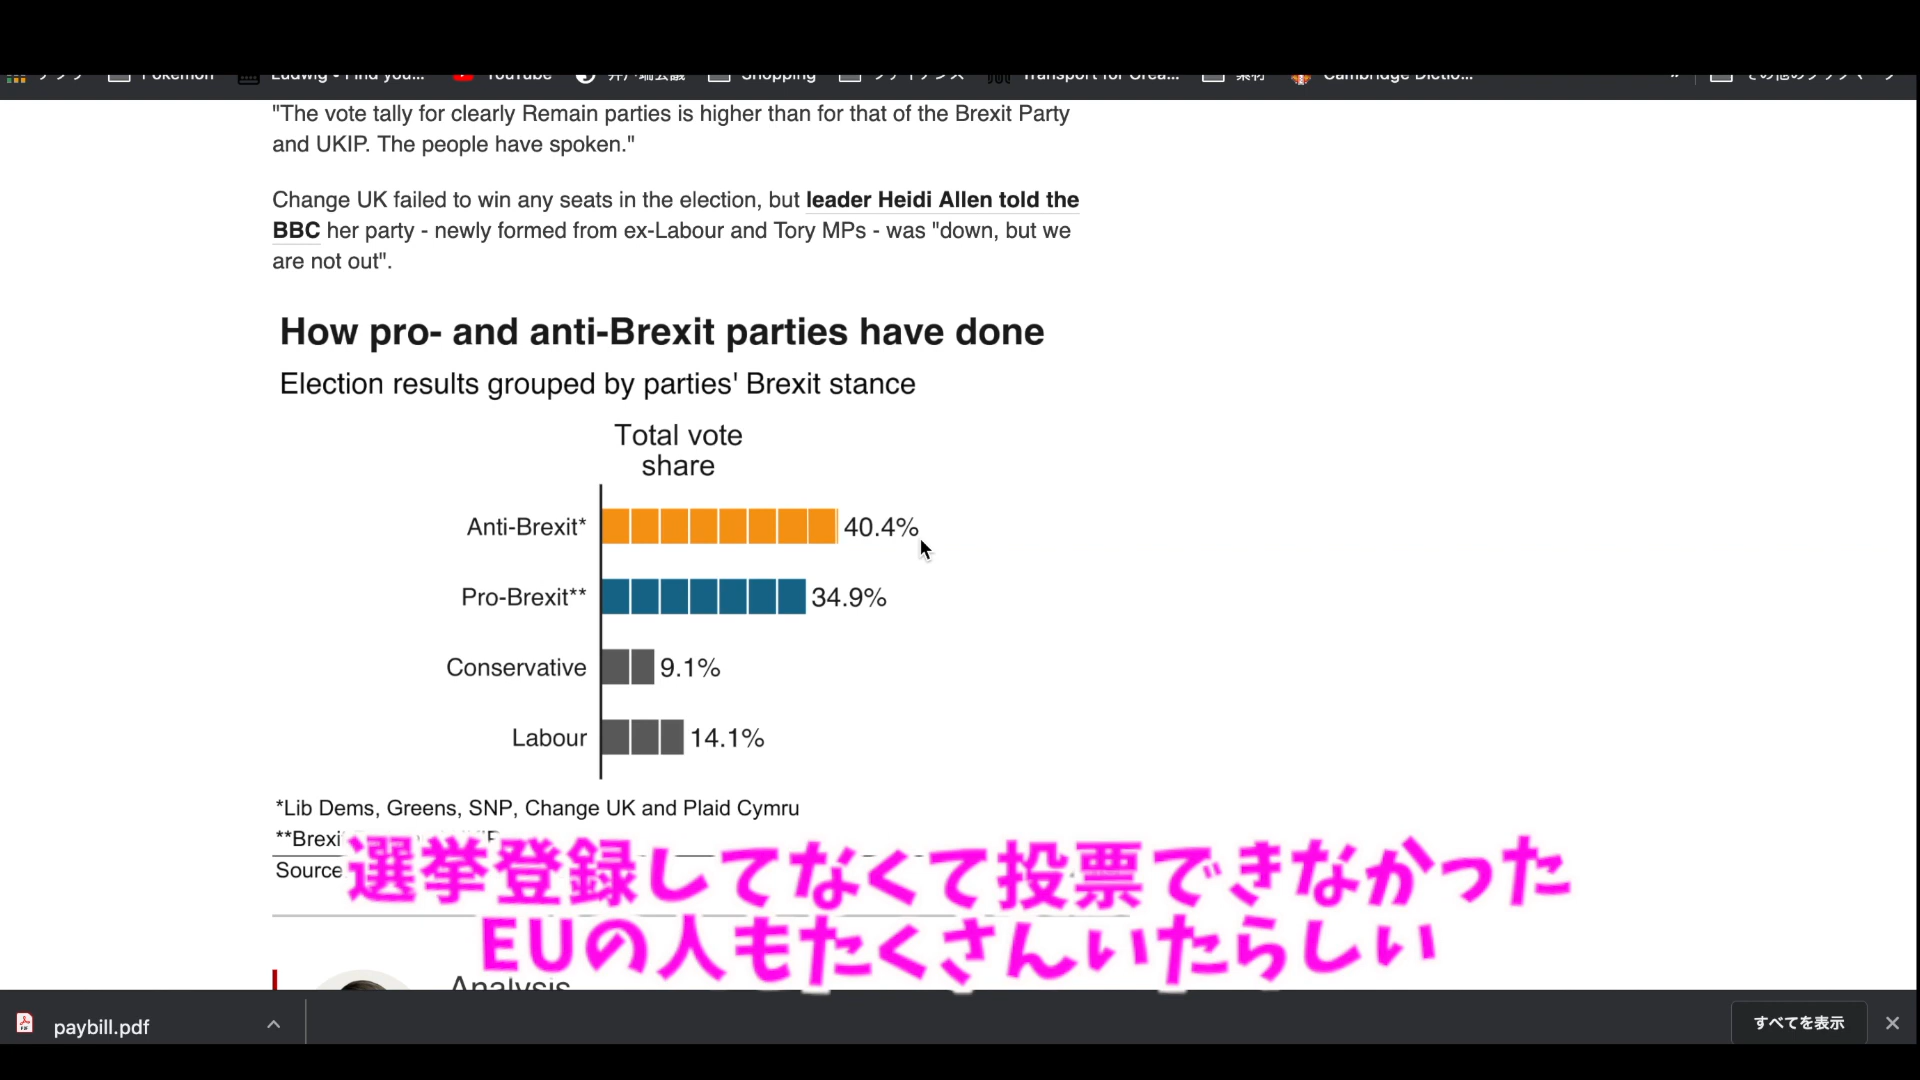 "The vote tally for clearly Remain parties is higher than for that of the Brexit Party
and UKIP. The people have spoken."
Change UK failed to win any seats in the election, but leader Heidi Allen told the
BBC her party - newly formed from ex-Labour and Tory MPs - was "down, but we
are not out".
How pro- and anti-Brexit parties have done
Election results grouped by parties' Brexit stance
Total vote
share
Anti-Brexit* 40.4%
Pro-Brexit** 34.9%
Conservative 9.1%
Labour 14.1%
*Lib Dems, Greens, SNP, Change UK and Plaid Cymru
**Brexi
Source
選挙登録してなくて投票できなかった
EUの人もたくさんいたらしい
Analysis
paybill.pdf
すべてを表示